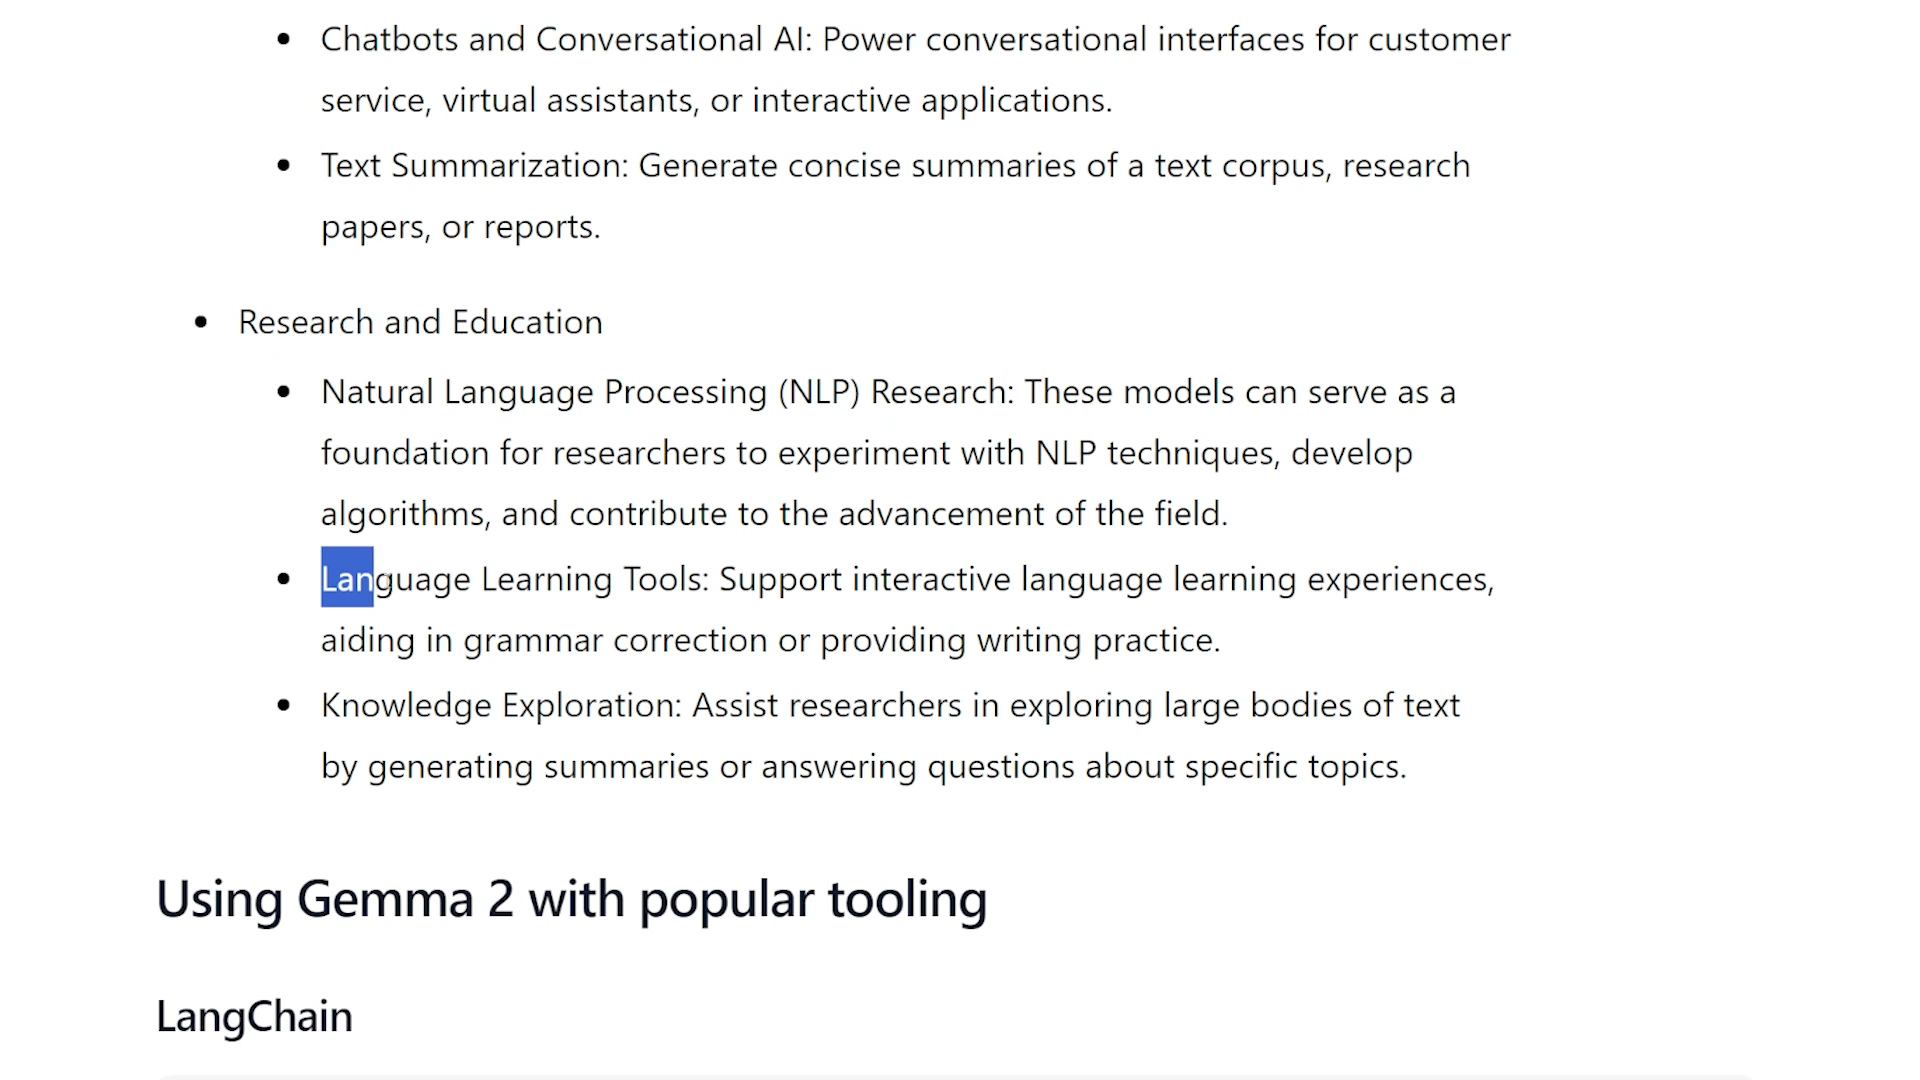 Chatbots and Conversational AI: Power conversational interfaces for customer
service, virtual assistants, or interactive applications.
Text Summarization: Generate concise summaries of a text corpus, research
papers, or reports.
Research and Education
Natural Language Processing (NLP) Research: These models can serve as a
foundation for researchers to experiment with NLP techniques, develop
algorithms, and contribute to the advancement of the field.
Language Learning Tools: Support interactive language learning experiences,
aiding in grammar correction or providing writing practice.
Knowledge Exploration: Assist researchers in exploring large bodies of text
by generating summaries or answering questions about specific topics.
Using Gemma 2 with popular tooling
LangChain